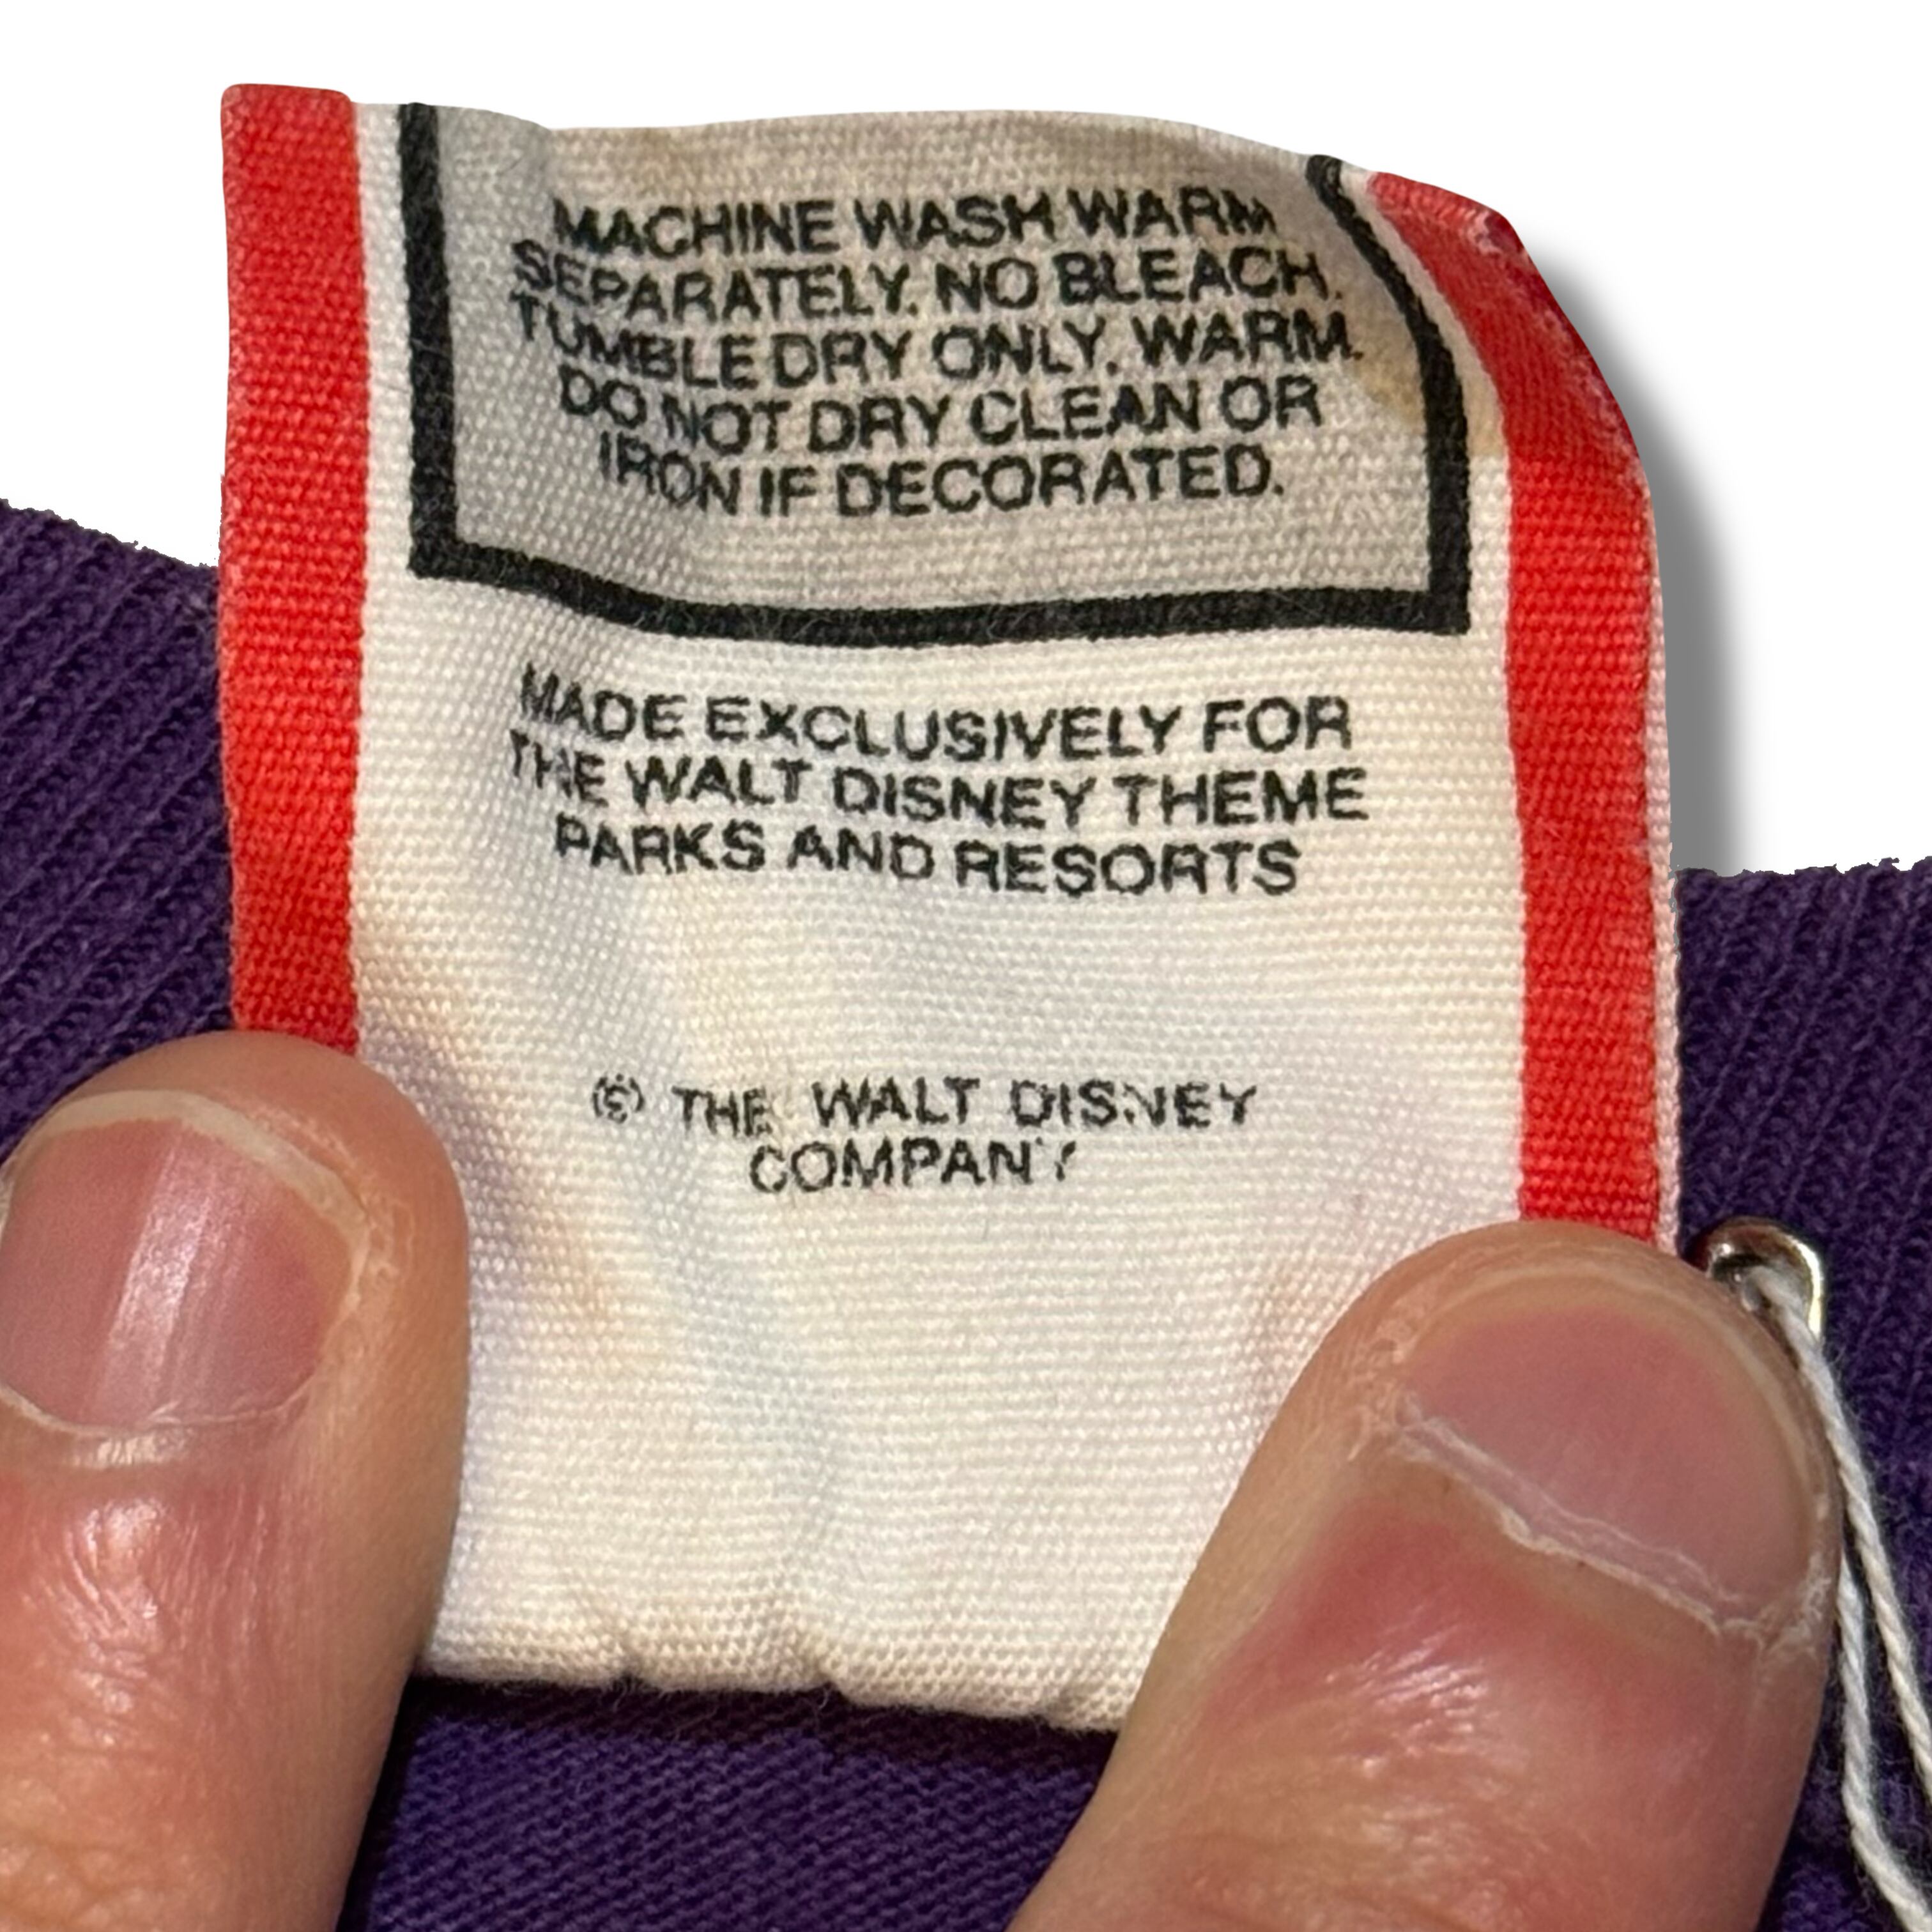 MACHINE WASH WARM
SEPARATELY. NO BLEACH.
TUMBLE DRY ONLY. WARM.
DO NOT DRY CLEAN OR
IRON IF DECORATED.
MADE EXCLUSIVELY FOR
THE WALT DISNEY THEME
PARKS AND RESORTS
© THE WALT DISNEY
COMPANY